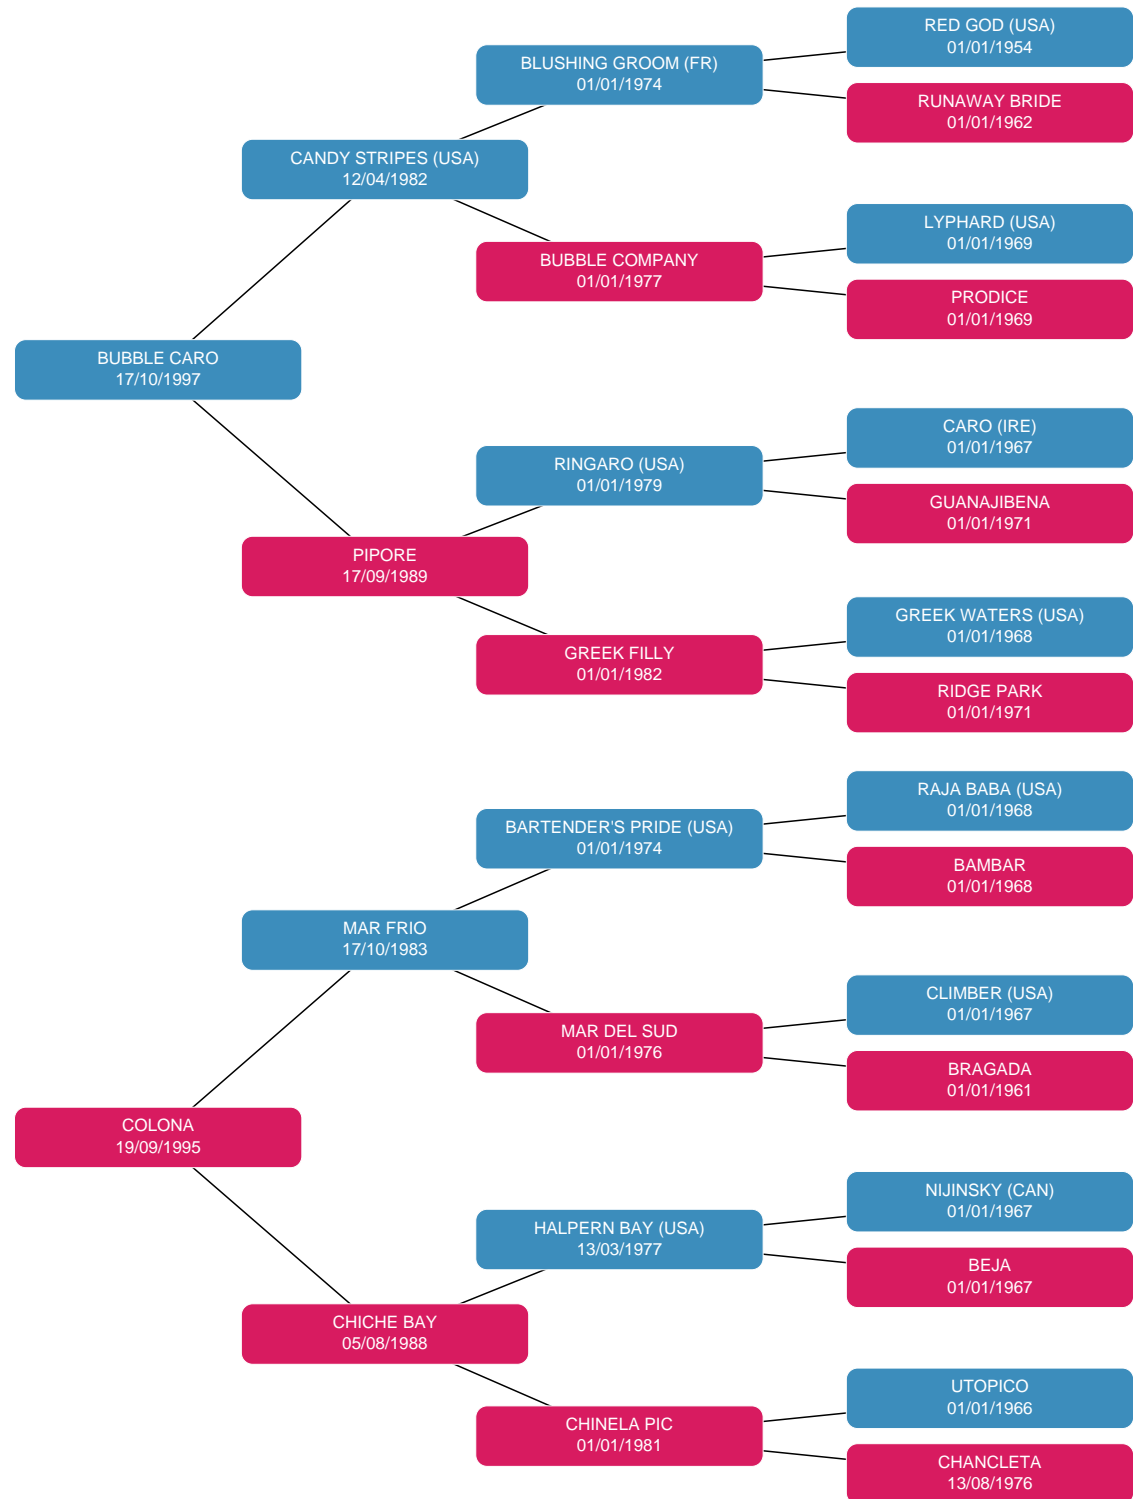 RED GOD (USA)
01/01/1954
BLUSHING GROOM (FR)
01/01/1974
RUNAWAY BRIDE
01/01/1962
CANDY STRIPES (USA)
12/04/1982
LYPHARD (USA)
01/01/1969
BUBBLE COMPANY
01/01/1977
PRODICE
01/01/1969
BUBBLE CARO
17/10/1997
CARO (IRE)
01/01/1967
RINGARO (USA)
01/01/1979
GUANAJIBENA
01/01/1971
PIPORE
17/09/1989
GREEK WATERS (USA)
01/01/1968
GREEK FILLY
01/01/1982
RIDGE PARK
01/01/1971
RAJA BABA (USA)
01/01/1968
BARTENDER'S PRIDE (USA)
01/01/1974
BAMBAR
01/01/1968
MAR FRIO
17/10/1983
CLIMBER (USA)
01/01/1967
MAR DEL SUD
01/01/1976
BRAGADA
01/01/1961
COLONA
19/09/1995
NIJINSKY (CAN)
01/01/1967
HALPERN BAY (USA)
13/03/1977
BEJA
01/01/1967
CHICHE BAY
05/08/1988
UTOPICO
01/01/1966
CHINELA PIC
01/01/1981
CHANCLETA
13/08/1976